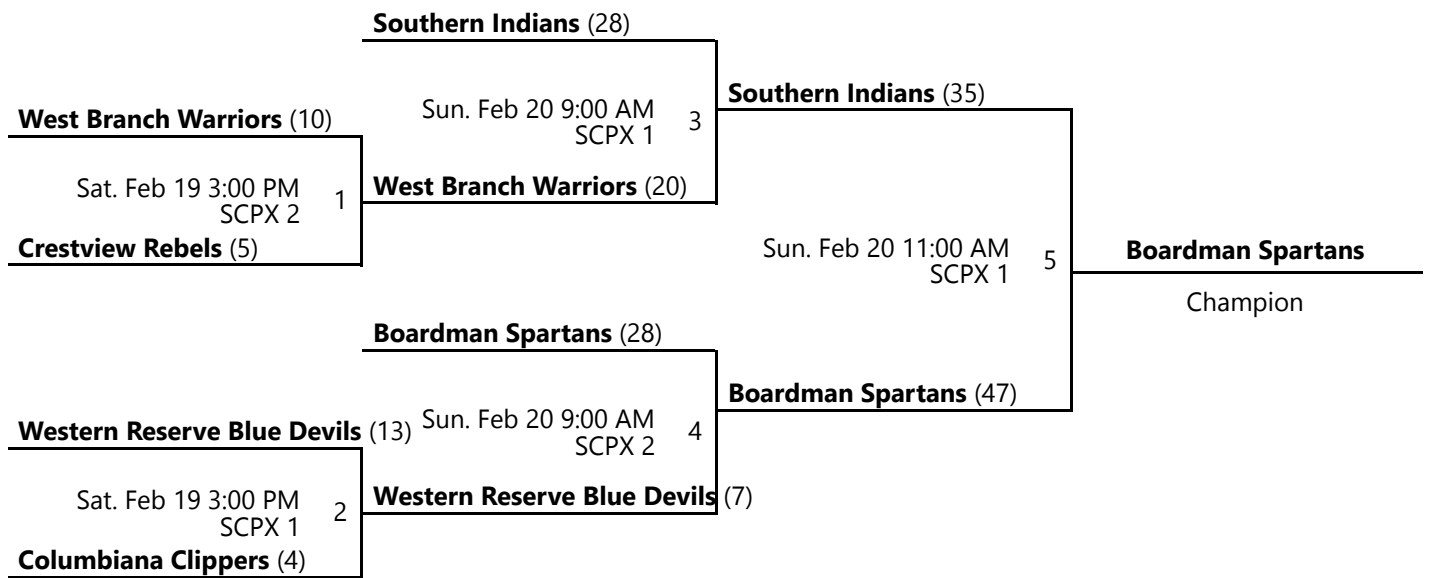 Southern Indians (28)
West Branch Warriors (10)
Sun. Feb 20 9:00 AM
SCPX 1
3
Southern Indians (35)
Sat. Feb 19 3:00 PM
SCPX 2
1
West Branch Warriors (20)
Crestview Rebels (5)
Sun. Feb 20 11:00 AM
SCPX 1
5
Boardman Spartans
Champion
Boardman Spartans (28)
Western Reserve Blue Devils (13)
Sun. Feb 20 9:00 AM
SCPX 2
4
Boardman Spartans (47)
Sat. Feb 19 3:00 PM
SCPX 1
2
Western Reserve Blue Devils (7)
Columbiana Clippers (4)